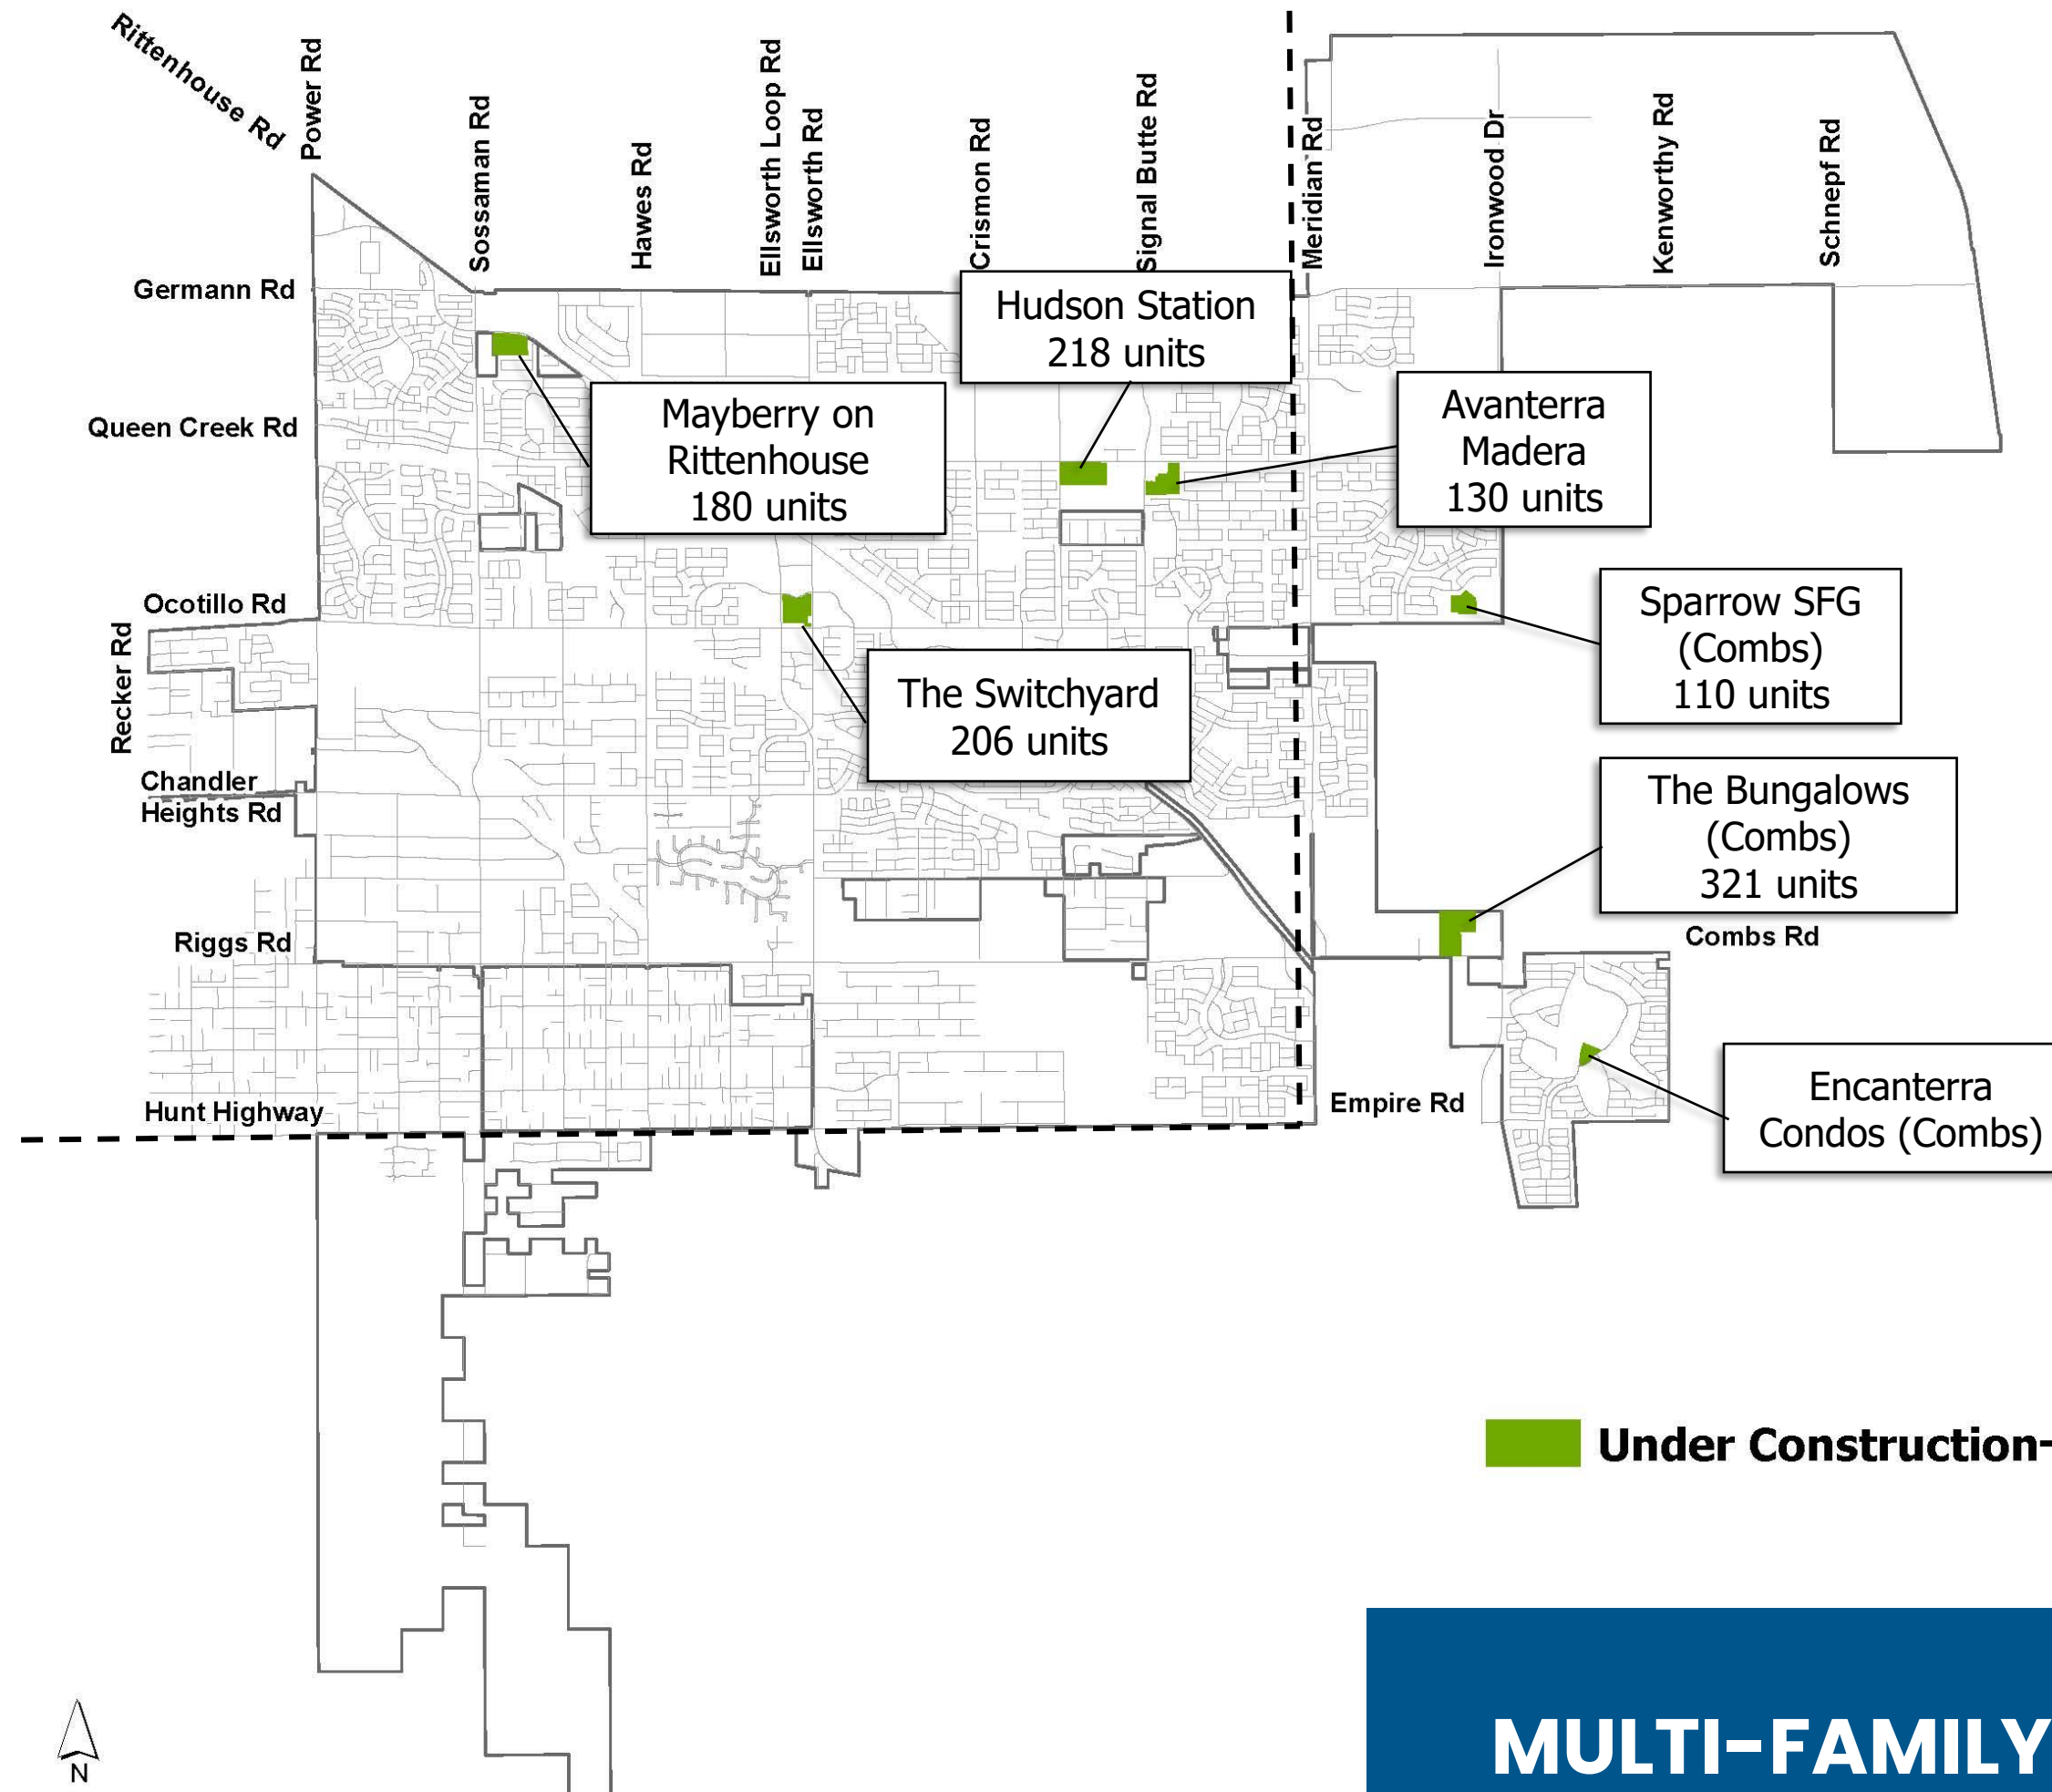 Rittenhouse Rd
Power Rd
Sossaman Rd
Hawes Rd
Ellsworth Loop Rd
Ellsworth Rd
Crismon Rd
Signal Butte Rd
Meridian Rd
Ironwood Dr
Kenworthy Rd
Schnepf Rd
Germann Rd
Hudson Station
218 units
Mayberry on
Rittenhouse
180 units
Avanterra
Madera
130 units
Queen Creek Rd
Ocotillo Rd
Recker Rd
Sparrow SFG
(Combs)
110 units
The Switchyard
206 units
Chandler
Heights Rd
The Bungalows
(Combs)
321 units
Riggs Rd
Combs Rd
Hunt Highway
Empire Rd
Encanterra
Condos (Combs)
Under Construction-
MULTI-FAMILY
N